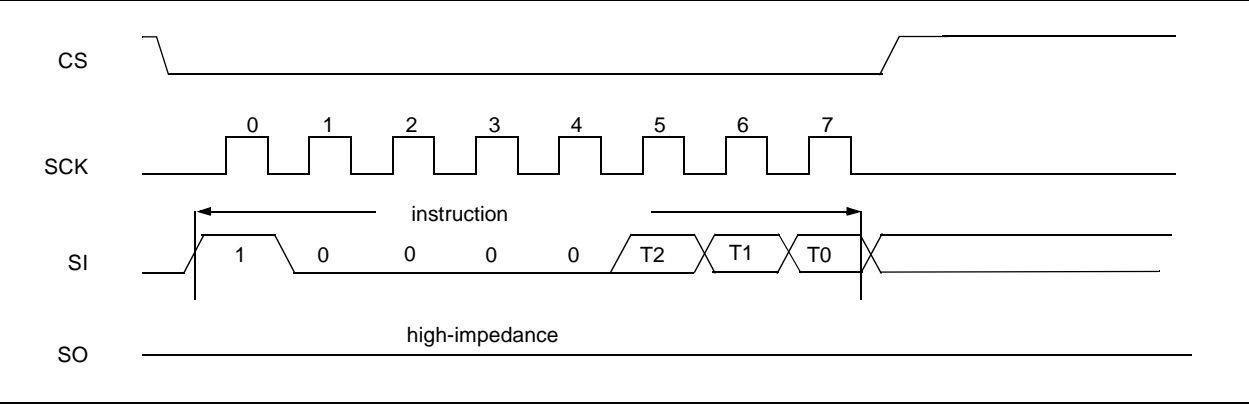 CS
0 1 2 3 4 5 6 7
SCK
instruction
SI 1 0 0 0 0 T2 T1 T0
high-impedance
SO